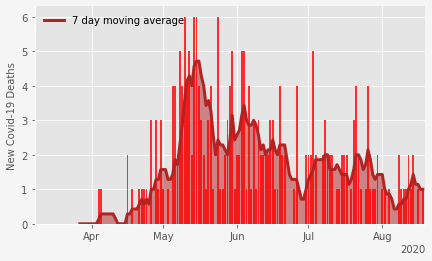 7 day moving average
New Covid-19 Deaths
6
5
4
3
2
1
0
Apr
May
Jun
Jul
Aug
2020